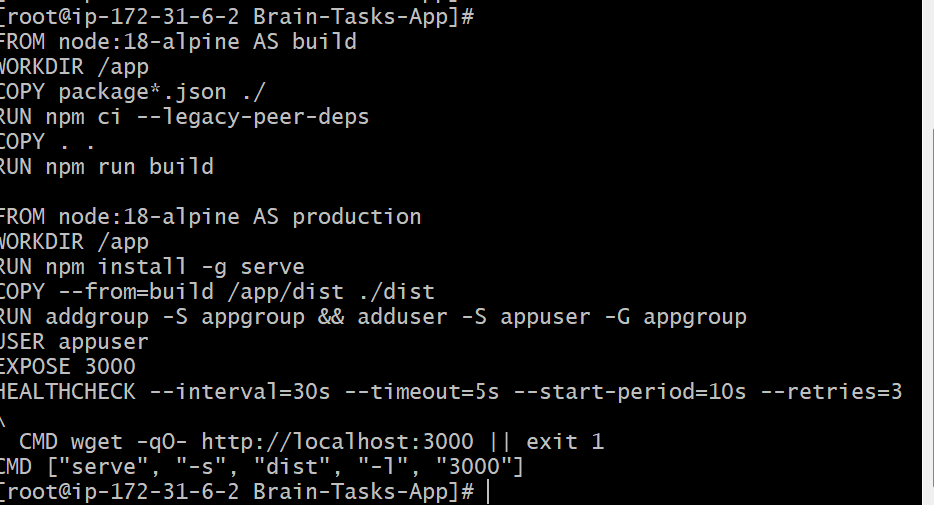 [root@ip-172-31-6-2 Brain-Tasks-App]#
FROM node:18-alpine AS build
WORKDIR /app
COPY package*.json ./
RUN npm ci --legacy-peer-deps
COPY . .
RUN npm run build
FROM node:18-alpine AS production
WORKDIR /app
RUN npm install -g serve
COPY --from=build /app/dist ./dist
RUN addgroup -S appgroup && adduser -S appuser -G appgroup
USER appuser
EXPOSE 3000
HEALTHCHECK --interval=30s --timeout=5s --start-period=10s --retries=3
\
  CMD wget -qO- http://localhost:3000 || exit 1
CMD ["serve", "-s", "dist", "-l", "3000"]
[root@ip-172-31-6-2 Brain-Tasks-App]#